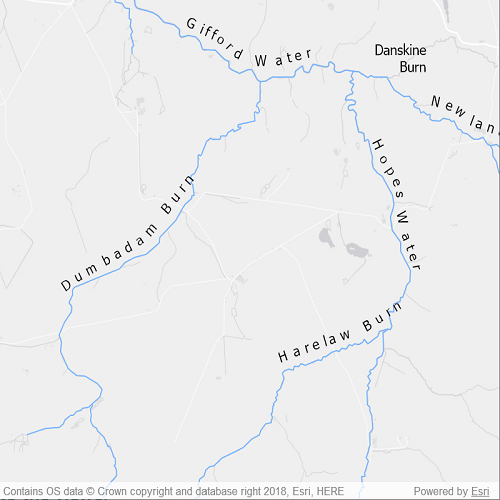 Gifford Water
Danskine
Burn
Newlan
Hopes Water
Dumbadam Burn
Harelaw Burn
Contains OS data © Crown copyright and database right 2018, Esri, HERE
Powered by Esri